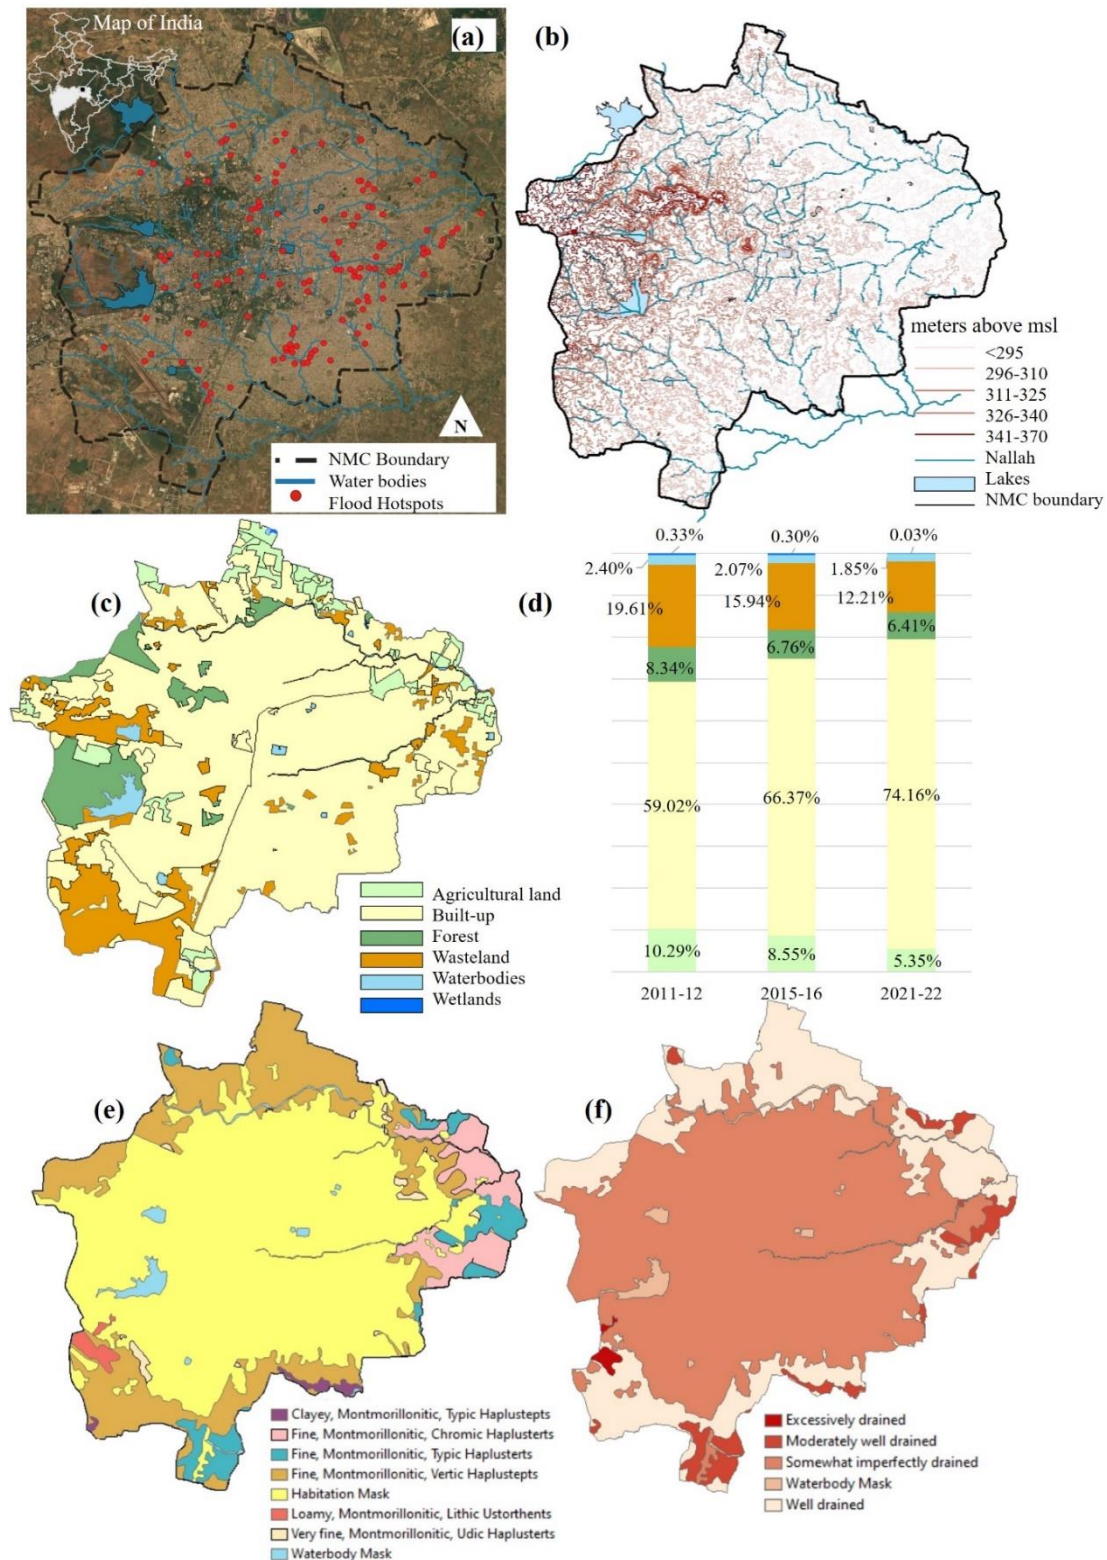 Map of India
(a)
N
NMC Boundary
Water bodies
Flood Hotspots
(b)
meters above msl
<295
296-310
311-325
326-340
341-370
Nallah
Lakes
NMC boundary
(c)
Agricultural land
Built-up
Forest
Wasteland
Waterbodies
Wetlands
(d)
0.33% 0.30% 0.03%
2.40% 2.07% 1.85%
19.61% 15.94% 12.21%
8.34% 6.76% 6.41%
59.02% 66.37% 74.16%
10.29% 8.55% 5.35%
2011-12 2015-16 2021-22
(e)
Clayey, Montmorillonitic, Typic Haplustepts
Fine, Montmorillonitic, Chromic Haplusterts
Fine, Montmorillonitic, Typic Haplusterts
Fine, Montmorillonitic, Vertic Haplustepts
Habitation Mask
Loamy, Montmorillonitic, Lithic Ustorthents
Very fine, Montmorillonitic, Udic Haplusterts
Waterbody Mask
(f)
Excessively drained
Moderately well drained
Somewhat imperfectly drained
Waterbody Mask
Well drained